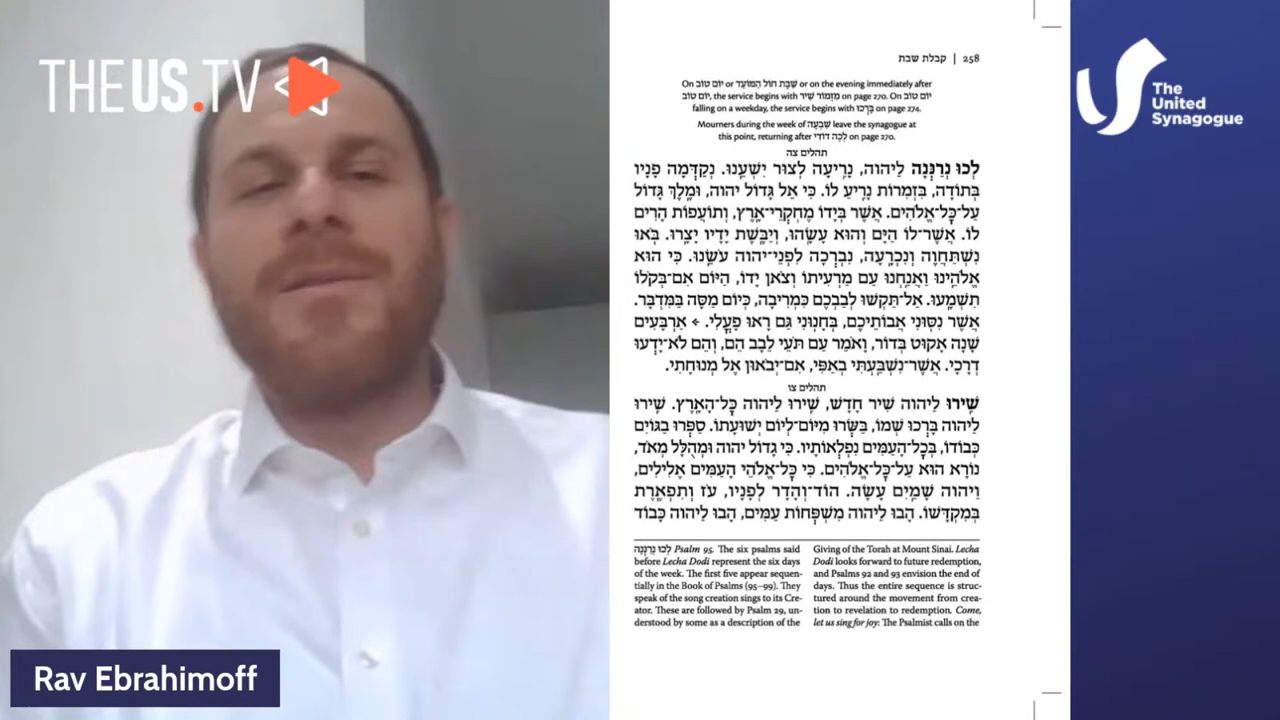 THEUS.TV
258 | קבלת שבת
On יוֹם טוֹב or שַׁבָּת חוֹל הַמּוֹעֵד or on the evening immediately after
יוֹם טוֹב, the service begins with מִזְמוֹר שִׁיר on page 270. On יוֹם טוֹב
falling on a weekday, the service begins with בָּרְכוּ on page 274.
Mourners during the week of שִׁבְעָה leave the synagogue at
this point, returning after לְכָה דוֹדִי on page 270.
תהלים צה
לְכוּ נְרַנְּנָה לַיהוה, נָרִיעָה לְצוּר יִשְׁעֵנוּ. נְקַדְּמָה פָנָיו
בְּתוֹדָה, בִּזְמִרוֹת נָרִיעַ לוֹ. כִּי אֵל גָּדוֹל יהוה, וּמֶלֶךְ גָּדוֹל
עַל־כׇּל־אֱלֹהִים. אֲשֶׁר בְּיָדוֹ מֶחְקְרֵי־אָרֶץ, וְתוֹעֲפוֹת הָרִים
לוֹ. אֲשֶׁר־לוֹ הַיָּם וְהוּא עָשָׂהוּ, וְיַבֶּשֶׁת יָדָיו יָצָרוּ. בֹּאוּ
נִשְׁתַּחֲוֶה וְנִכְרָעָה, נִבְרְכָה לִפְנֵי־יהוה עֹשֵׂנוּ. כִּי הוּא
אֱלֹהֵינוּ וַאֲנַחְנוּ עַם מַרְעִיתוֹ וְצֹאן יָדוֹ, הַיּוֹם אִם־בְּקֹלוֹ
תִשְׁמָעוּ. אַל־תַּקְשׁוּ לְבַבְכֶם כִּמְרִיבָה, כְּיוֹם מַסָּה בַּמִּדְבָּר.
אֲשֶׁר נִסּוּנִי אֲבוֹתֵיכֶם, בְּחָנוּנִי גַּם רָאוּ פָעֳלִי. ‹ אַרְבָּעִים
שָׁנָה אָקוּט בְּדוֹר, וָאֹמַר עַם תֹּעֵי לֵבָב הֵם, וְהֵם לֹא־יָדְעוּ
דְרָכָי. אֲשֶׁר־נִשְׁבַּעְתִּי בְאַפִּי, אִם־יְבֹאוּן אֶל מְנוּחָתִי.
תהלים צו
שִׁירוּ לַיהוה שִׁיר חָדָשׁ, שִׁירוּ לַיהוה כׇּל־הָאָרֶץ. שִׁירוּ
לַיהוה בָּרְכוּ שְׁמוֹ, בַּשְּׂרוּ מִיּוֹם־לְיוֹם יְשׁוּעָתוֹ. סַפְּרוּ בַגּוֹיִם
כְּבוֹדוֹ, בְּכׇל־הָעַמִּים נִפְלְאוֹתָיו. כִּי גָדוֹל יהוה וּמְהֻלָּל מְאֹד,
נוֹרָא הוּא עַל־כׇּל־אֱלֹהִים. כִּי כׇּל־אֱלֹהֵי הָעַמִּים אֱלִילִים,
וַיהוה שָׁמַיִם עָשָׂה. הוֹד־וְהָדָר לְפָנָיו, עֹז וְתִפְאֶרֶת
בְּמִקְדָּשׁוֹ. הָבוּ לַיהוה מִשְׁפְּחוֹת עַמִּים, הָבוּ לַיהוה כָּבוֹד
לְכוּ נְרַנְּנָה Psalm 95. The six psalms said
before Lecha Dodi represent the six days
of the week. The first five appear sequen-
tially in the Book of Psalms (95–99). They
speak of the song creation sings to its Cre-
ator. These are followed by Psalm 29, un-
derstood by some as a description of the
Giving of the Torah at Mount Sinai. Lecha
Dodi looks forward to future redemption,
and Psalms 92 and 93 envision the end of
days. Thus the entire sequence is struc-
tured around the movement from crea-
tion to revelation to redemption. Come,
let us sing for joy. The Psalmist calls on the
The
United
Synagogue
Rav Ebrahimoff